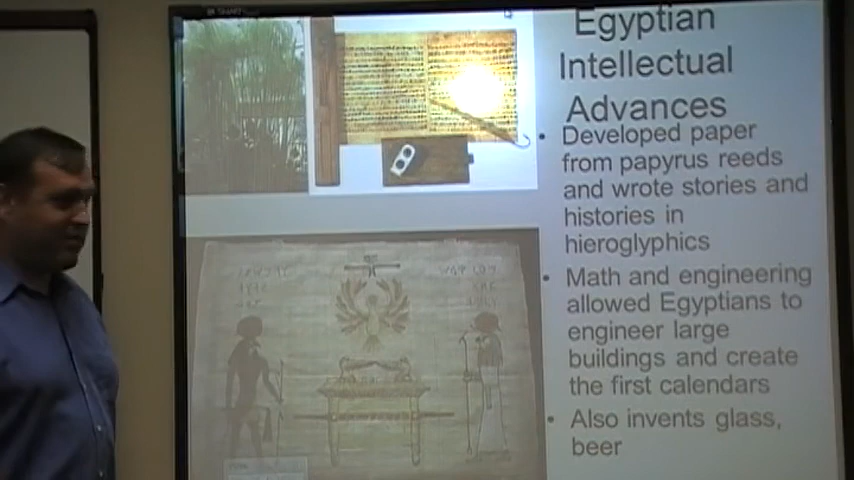 Egyptian
Intellectual
Advances
• Developed paper
from papyrus reeds
and wrote stories and
histories in
hieroglyphics
• Math and engineering
allowed Egyptians to
engineer large
buildings and create
the first calendars
• Also invents glass,
beer